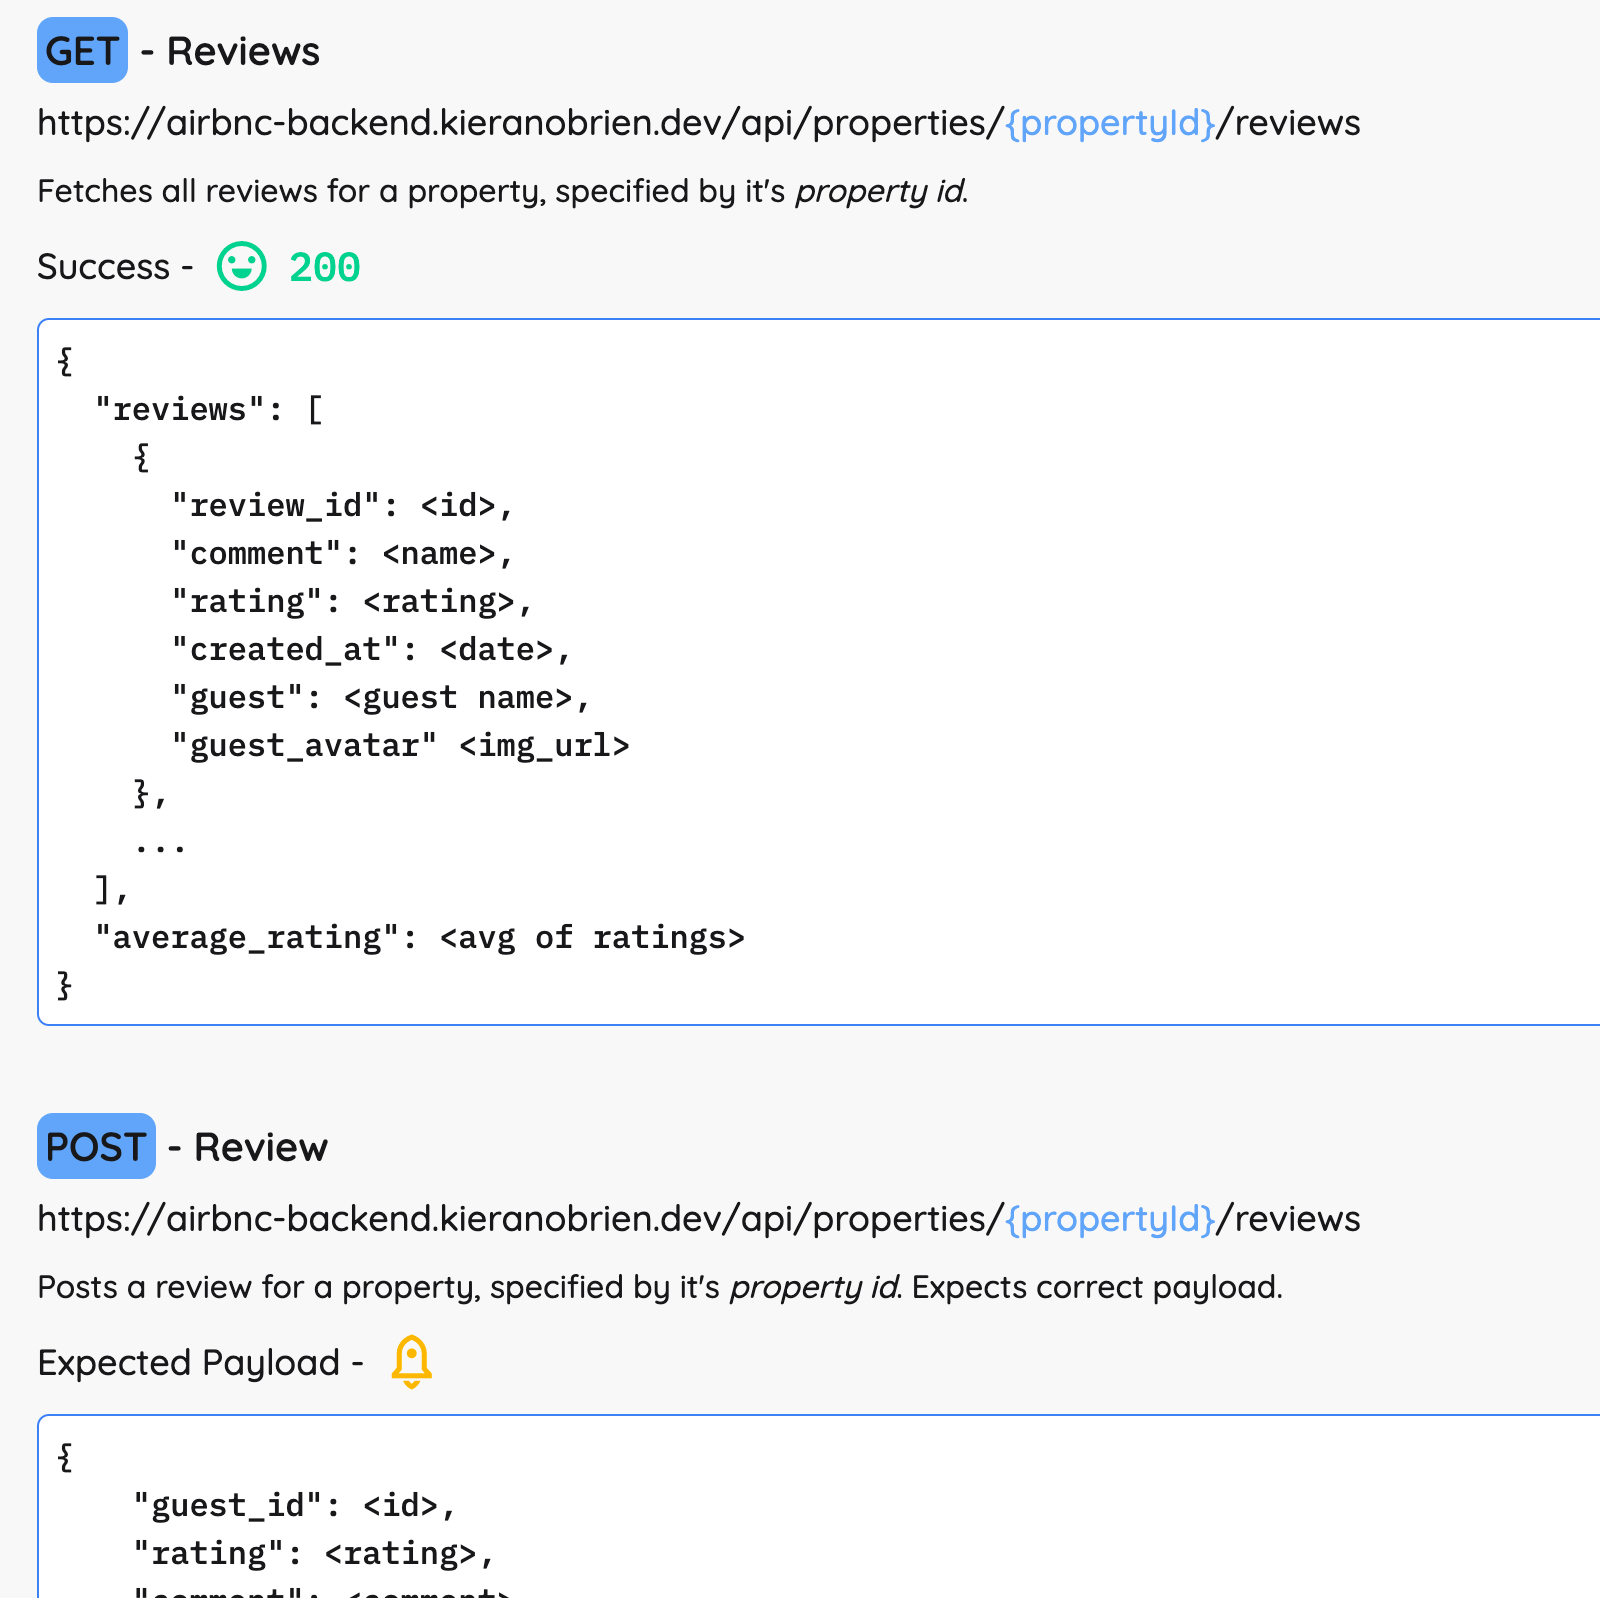 GET - Reviews
https://airbnc-backend.kieranobrien.dev/api/properties/{propertyId}/reviews
Fetches all reviews for a property, specified by it's property id.
Success - 200
{
  "reviews": [
    {
      "review_id": <id>,
      "comment": <name>,
      "rating": <rating>,
      "created_at": <date>,
      "guest": <guest name>,
      "guest_avatar" <img_url>
    },
    ...
  ],
  "average_rating": <avg of ratings>
}
POST - Review
https://airbnc-backend.kieranobrien.dev/api/properties/{propertyId}/reviews
Posts a review for a property, specified by it's property id. Expects correct payload.
Expected Payload -
{
    "guest_id": <id>,
    "rating": <rating>,
    "comment": <comment>